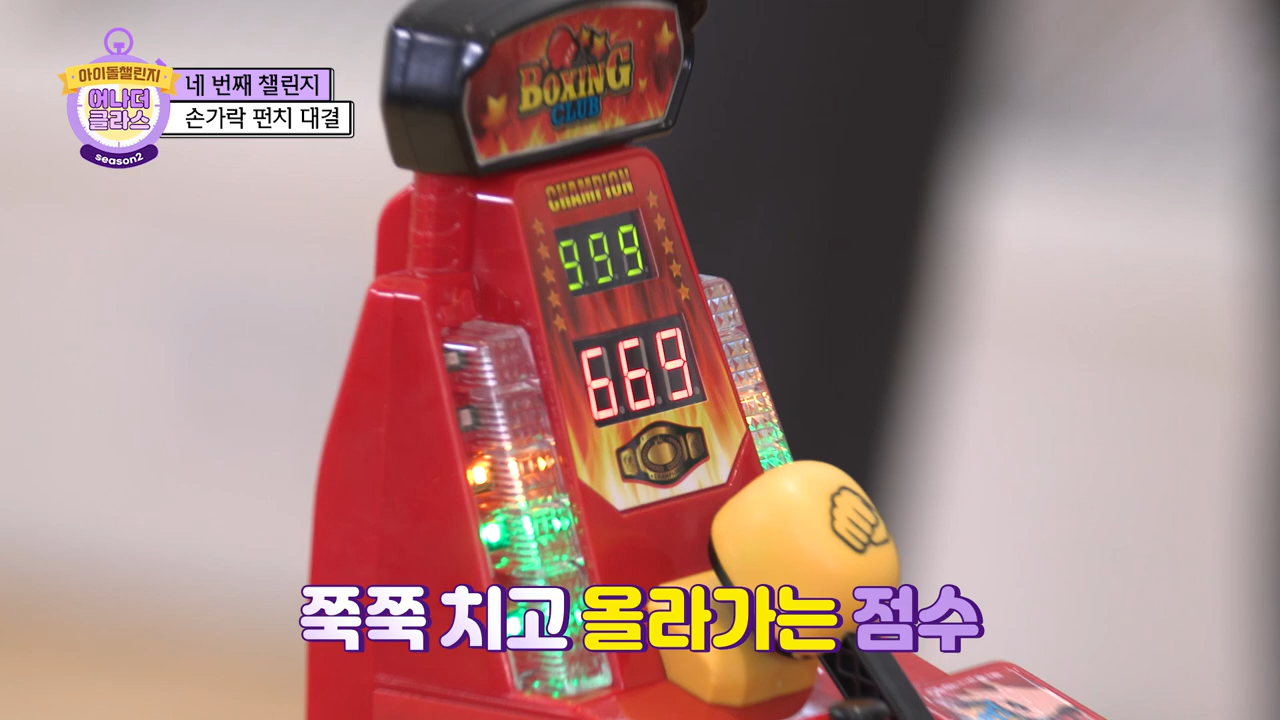 아이돌챌린지
어나더
클라스
season2
네 번째 챌린지
손가락 펀치 대결
BOXING
CLUB
CHAMPION
999
669
쭉쭉 치고 올라가는 점수